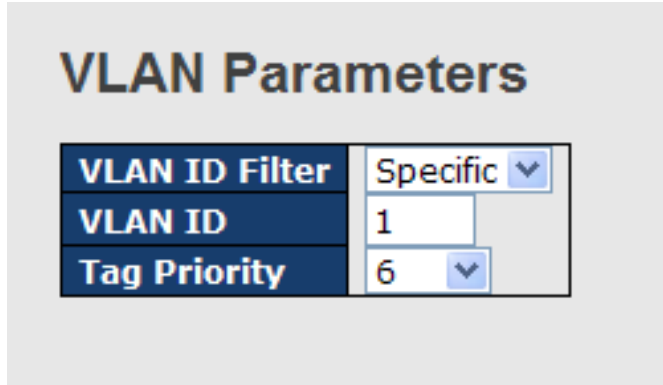 VLAN Parameters
VLAN ID Filter Specific
VLAN ID 1
Tag Priority 6